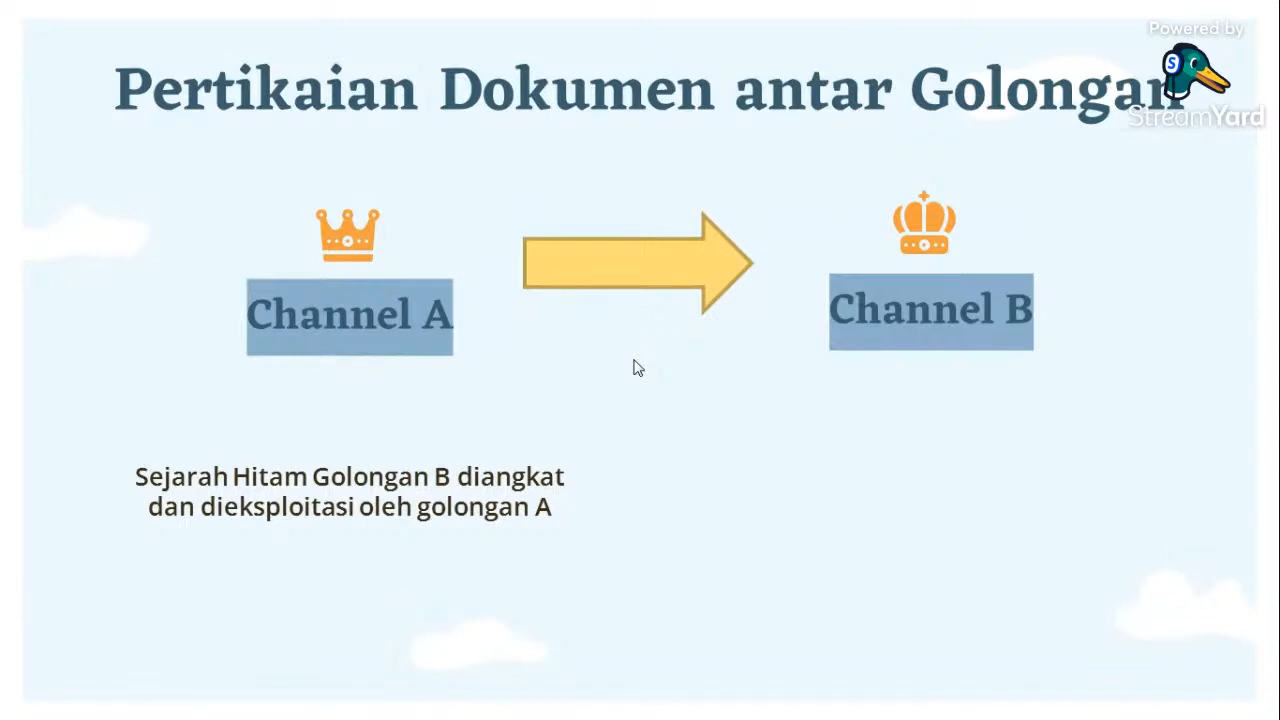 Powered by
Pertikaian Dokumen antar Golongan
S
StreamYard
Channel A
Channel B
Sejarah Hitam Golongan B diangkat
dan dieksploitasi oleh golongan A